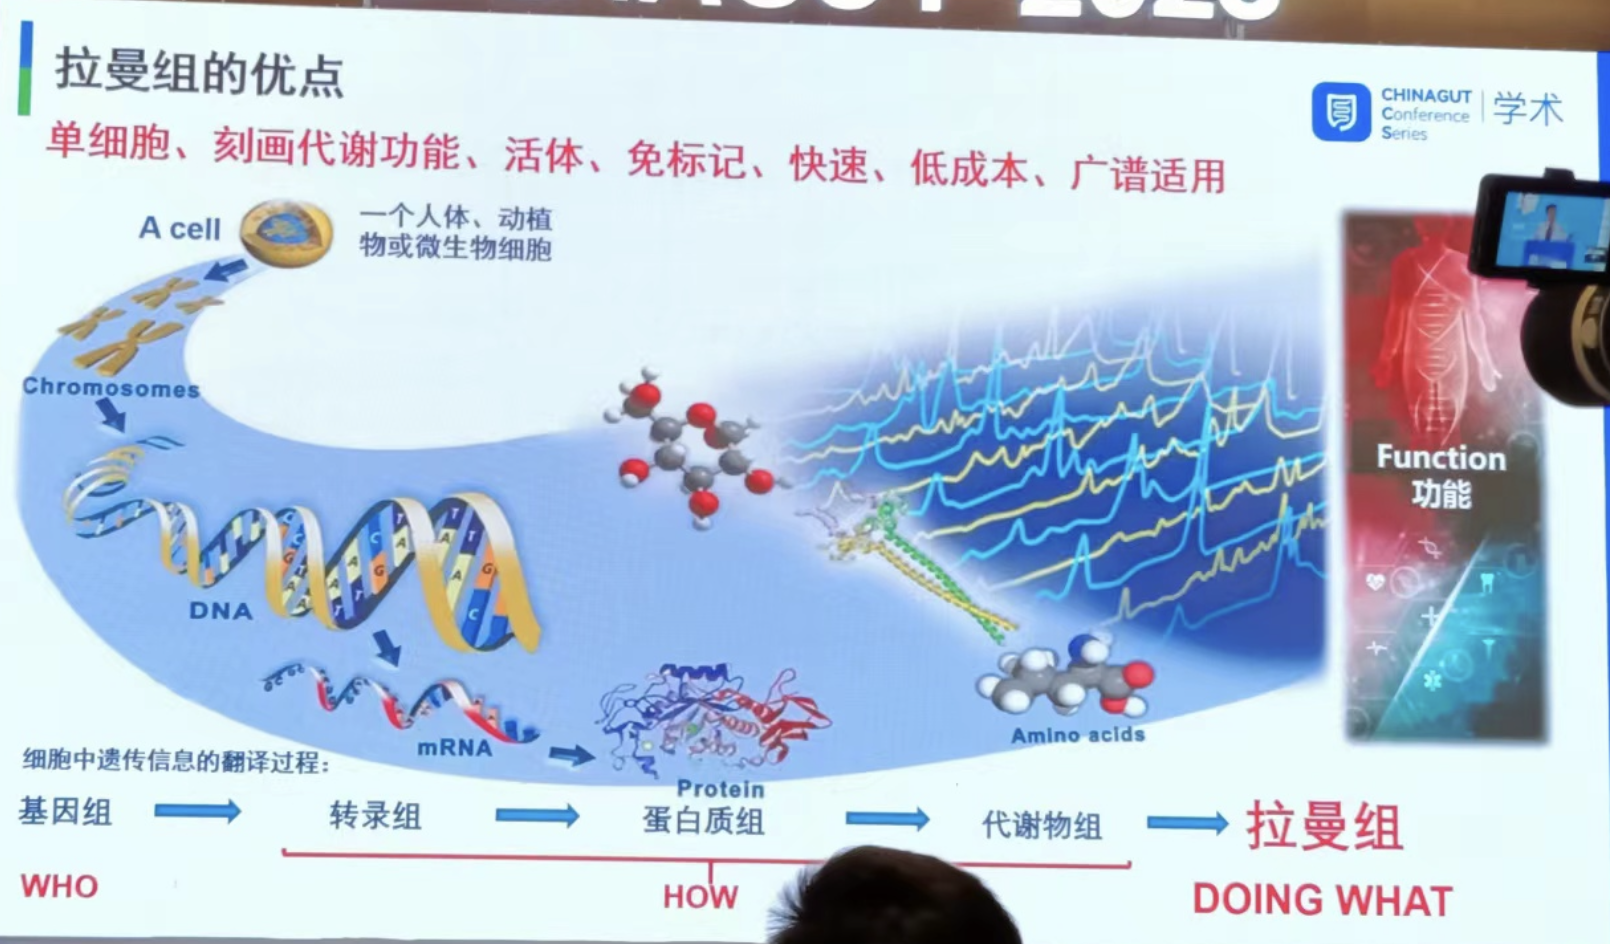 拉曼组的优点
CHINAGUT
Conference
Series
学术
单细胞、刻画代谢功能、活体、免标记、快速、低成本、广谱适用
A cell
一个人体、动植
物或微生物细胞
Chromosomes
DNA
mRNA
Protein
Amino acids
Function
功能
细胞中遗传信息的翻译过程:
基因组
转录组
蛋白质组
代谢物组
拉曼组
WHO
HOW
DOING WHAT